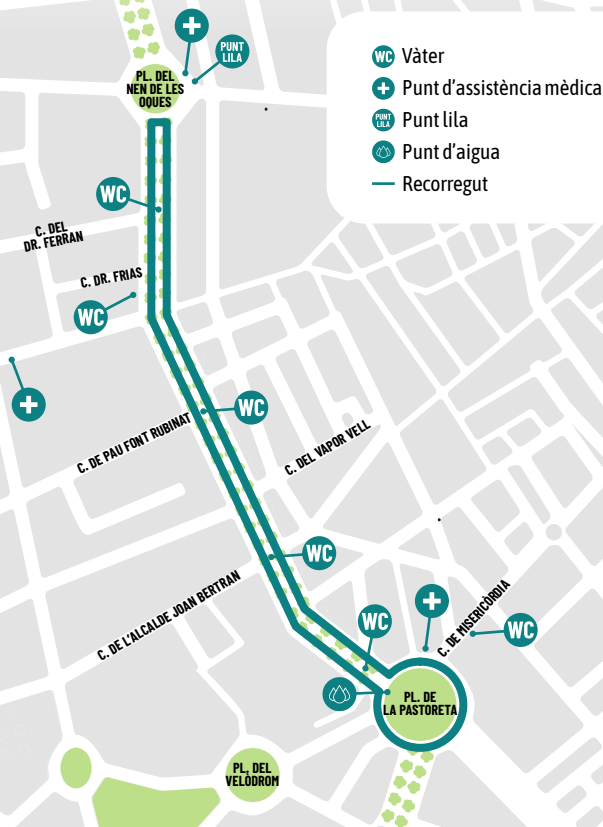 WC Vàter
Punt d'assistència mèdica
PUNT
LILA
Punt lila
Punt d'aigua
Recorregut
PUNT
LILA
PL. DEL
NEN DE LES
OQUES
WC
C. DEL
DR. FERRAN
C. DR. FRIAS
WC
WC
C. DE PAU FONT RUBINAT
C. DEL VAPOR VELL
WC
C. DE L'ALCALDE JOAN BERTRAN
C. DE MISERICÒRDIA
WC
WC
PL. DE
LA PASTORETA
PL. DEL
VELÒDROM